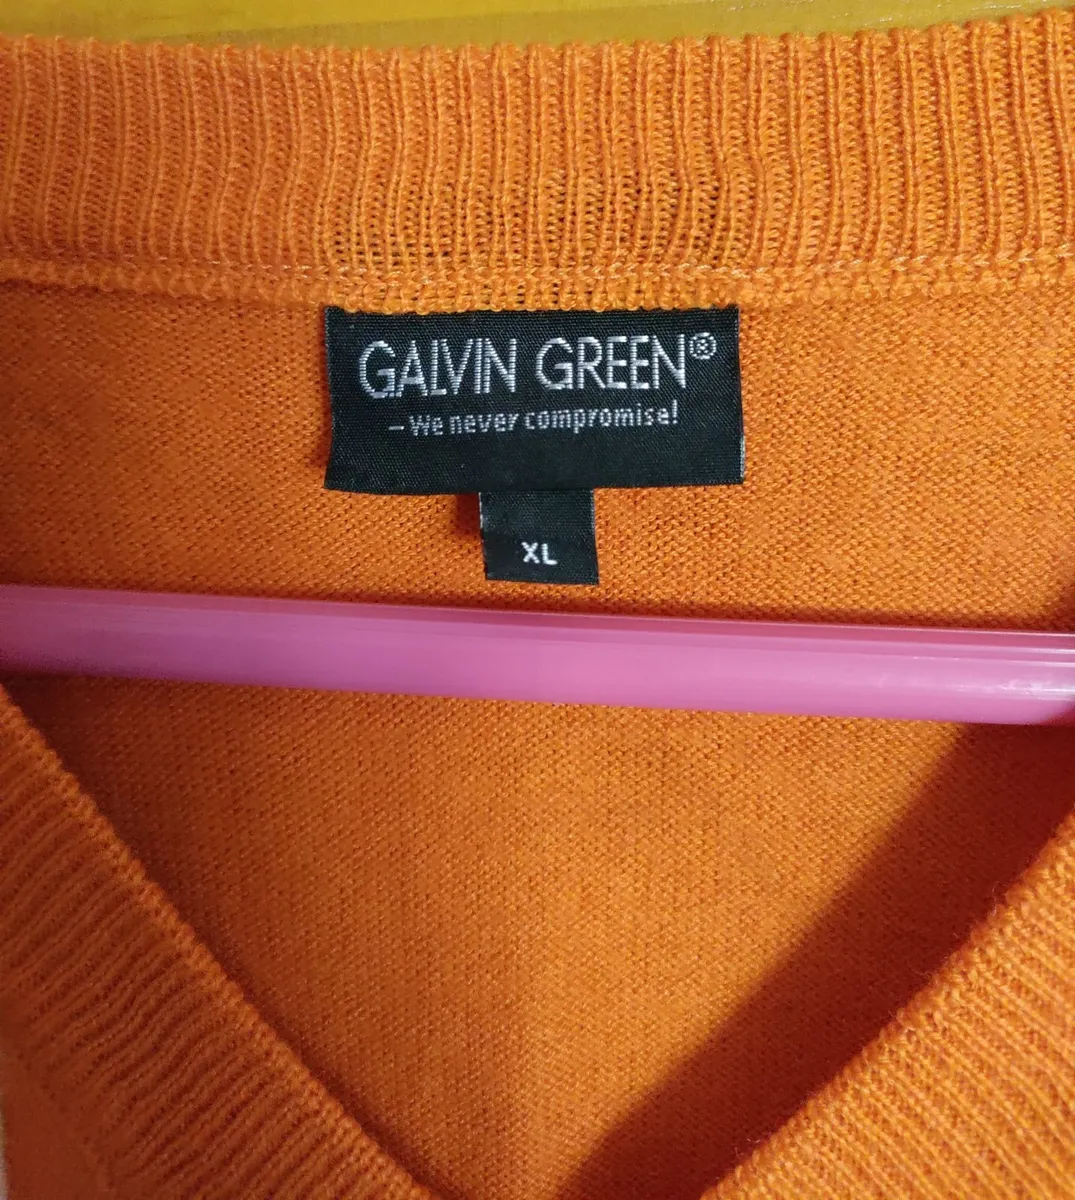 GALVIN GREEN®
– We never compromise!
XL